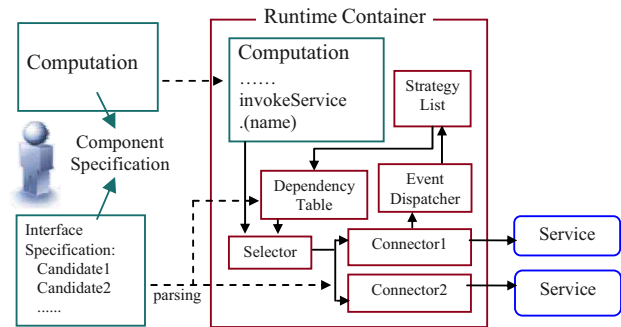 Runtime Container
Computation
Component
Specification
Interface
Specification:
Candidate1
Candidate2
......
parsing
Computation
......
invokeService
.(name)
Strategy
List
Dependency
Table
Event
Dispatcher
Selector
Connector1
Connector2
Service
Service